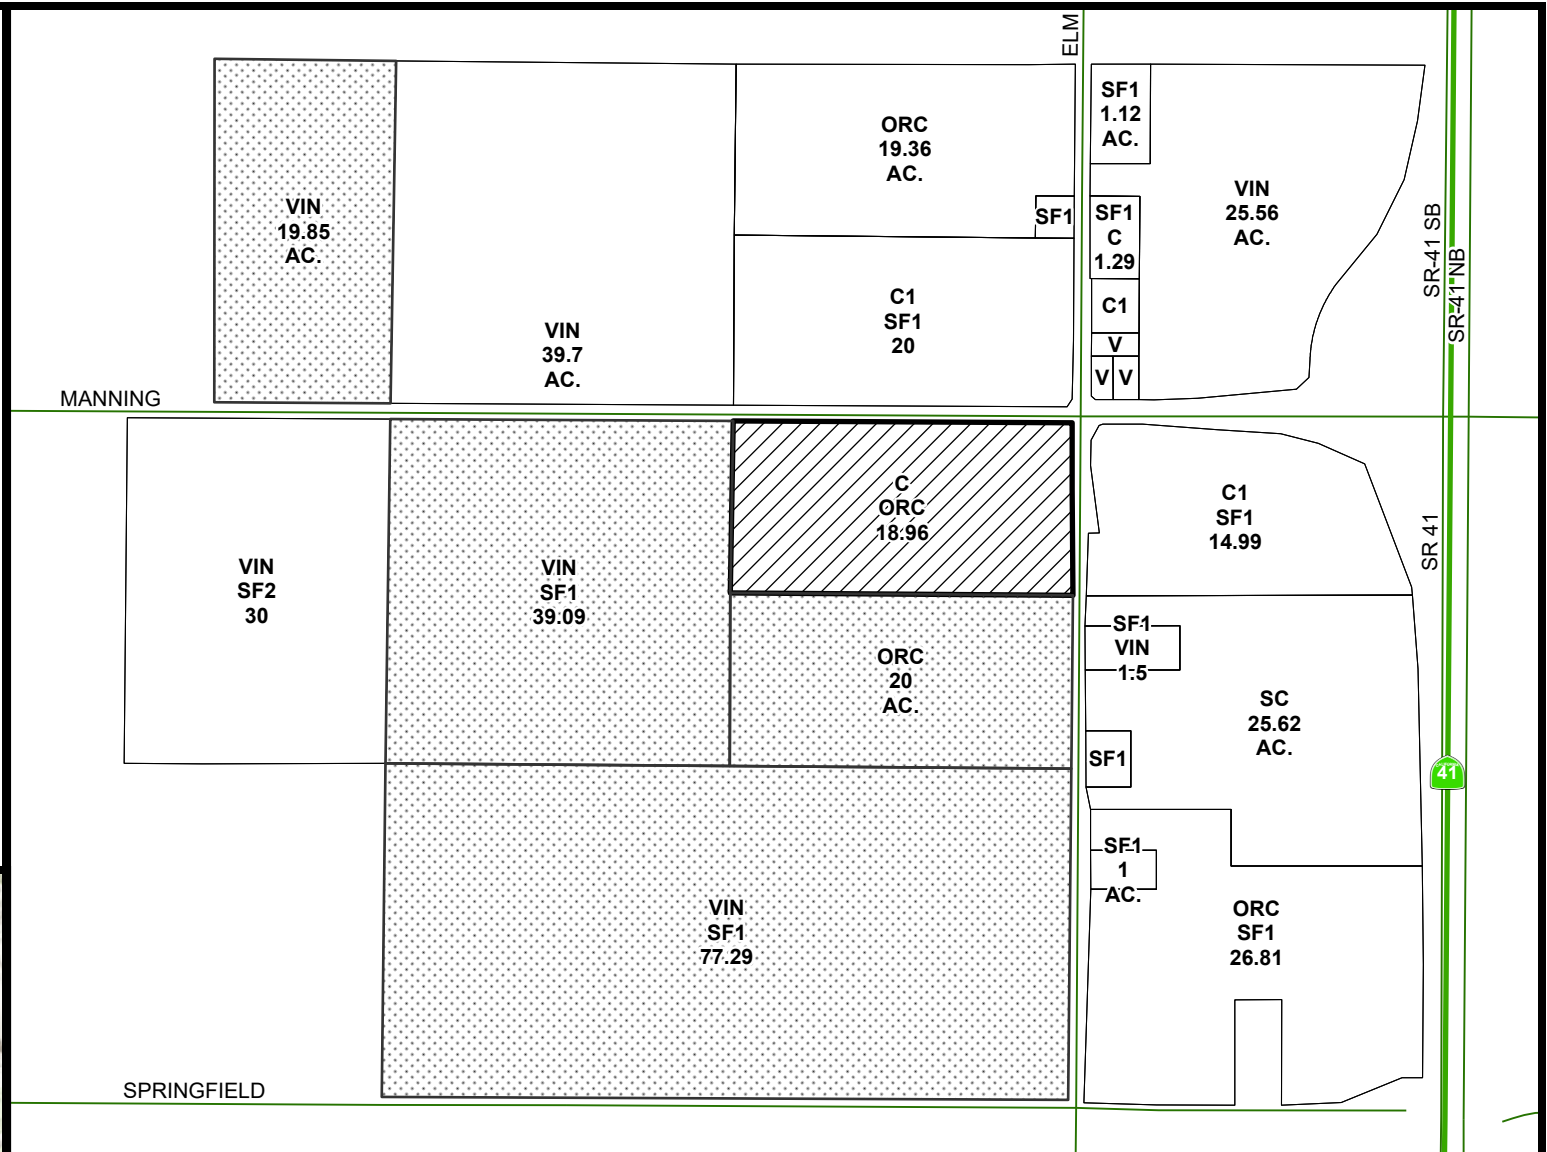 ELM
SF1
1.12
AC.
ORC
19.36
AC.
VIN
19.85
AC.
VIN
25.56
AC.
SF1
SF1
C
1.29
SR-41 SB
SR-41 NB
C1
SF1
20
C1
VIN
39.7
AC.
V
V
V
MANNING
C
ORC
18.96
C1
SF1
14.99
SR 41
VIN
SF2
30
VIN
SF1
39.09
SF1
VIN
1.5
ORC
20
AC.
SC
25.62
AC.
SF1
41
SF1
1
AC.
VIN
SF1
77.29
ORC
SF1
26.81
SPRINGFIELD